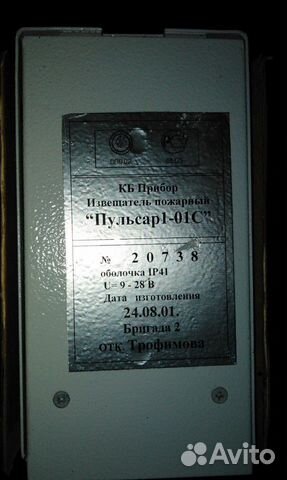 КБ Прибор
Извещатель пожарный
“Пульсар1-01С”
№ 20738
оболочка IP41
U= 9 - 28 В
Дата изготовления
24.08.01.
Бригада 2
ОТК. Трофимова
Avito